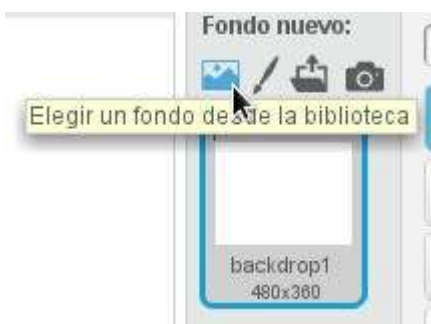 Fondo nuevo:
Elegir un fondo desde la biblioteca
backdrop1
480x360